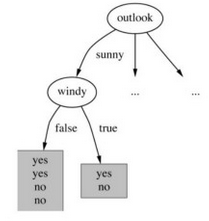 outlook
sunny
windy
...
...
false
true
yes
yes
no
no
yes
no